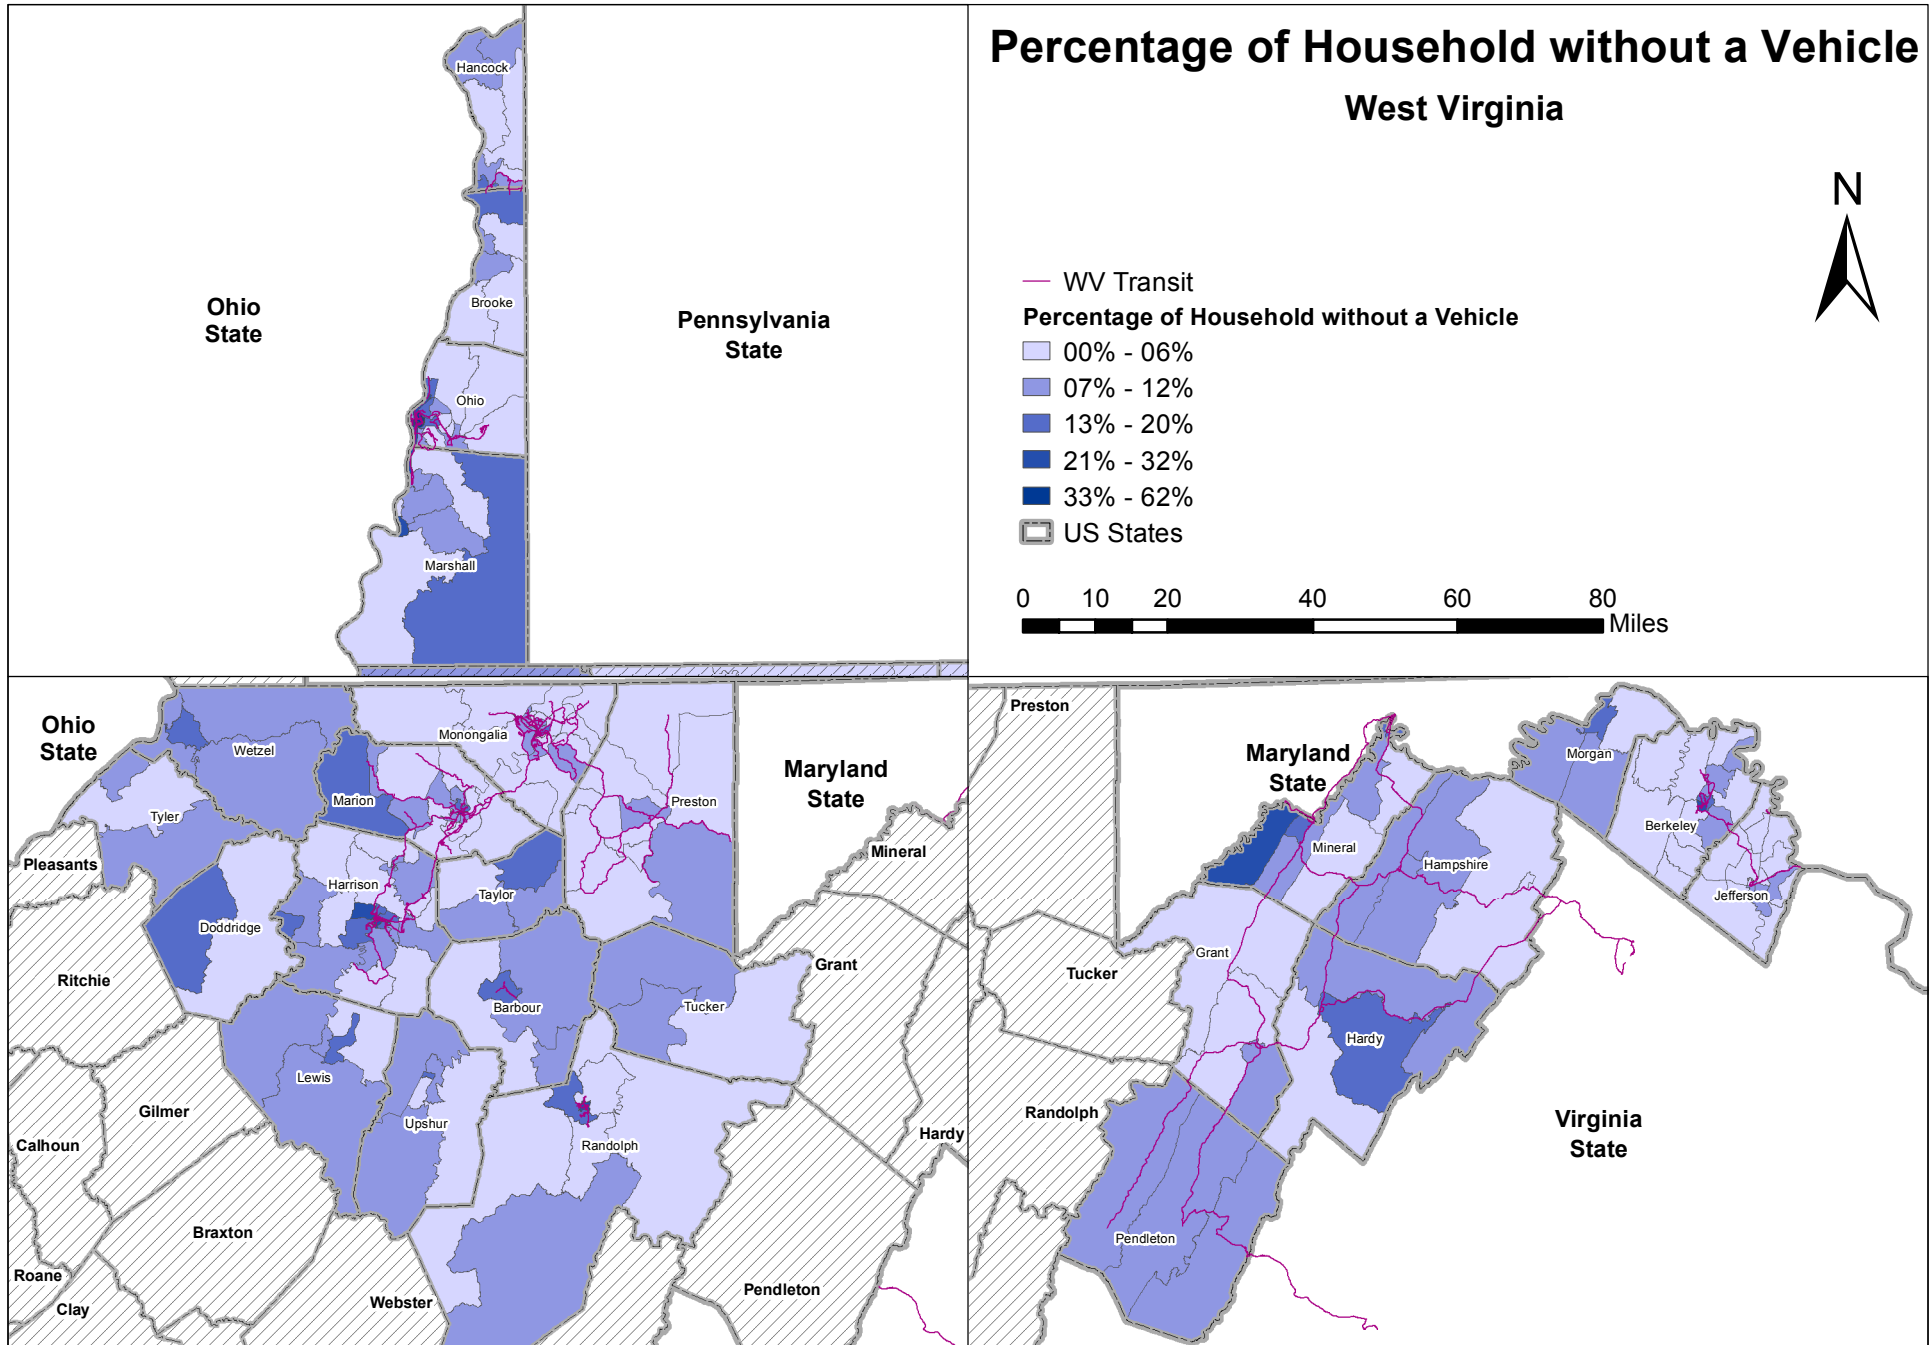 Percentage of Household without a Vehicle
West Virginia
N
WV Transit
Percentage of Household without a Vehicle
00% - 06%
07% - 12%
13% - 20%
21% - 32%
33% - 62%
US States
0 10 20 40 60 80
Miles
Hancock
Brooke
Ohio
State
Pennsylvania
State
Ohio
Marshall
Ohio
State
Wetzel
Monongalia
Maryland
State
Marion
Preston
Tyler
Pleasants
Mineral
Harrison
Taylor
Doddridge
Ritchie
Grant
Barbour
Tucker
Lewis
Gilmer
Upshur
Calhoun
Randolph
Hardy
Braxton
Roane
Clay
Webster
Pendleton
Preston
Maryland
State
Morgan
Mineral
Hampshire
Berkeley
Jefferson
Grant
Tucker
Hardy
Randolph
Virginia
State
Pendleton